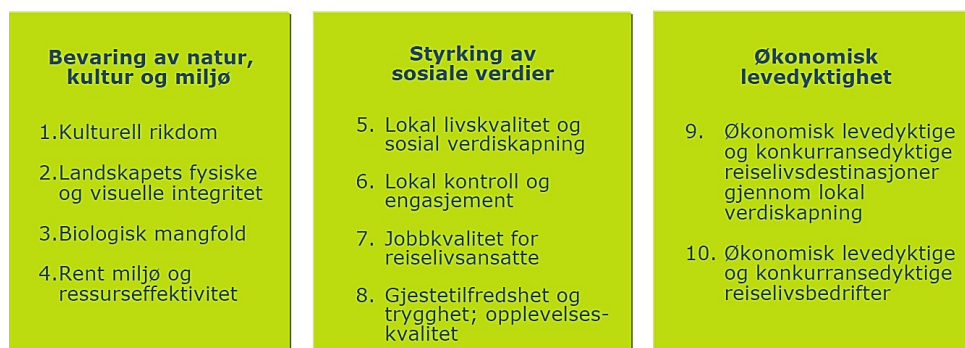 Bevaring av natur,
kultur og miljø
1.Kulturell rikdom
2.Landskapets fysiske
og visuelle integritet
3.Biologisk mangfold
4.Rent miljø og
ressurseffektivitet
Styrking av
sosiale verdier
5. Lokal livskvalitet og
sosial verdiskapning
6. Lokal kontroll og
engasjement
7. Jobbkvalitet for
reiselivsansatte
8. Gjestetilfredshet og
trygghet; opplevelses-
kvalitet
Økonomisk
levedyktighet
9. Økonomisk levedyktige
og konkurransedyktige
reiselivsdestinasjoner
gjennom lokal
verdiskapning
10. Økonomisk levedyktige
og konkurransedyktige
reiselivsbedrifter